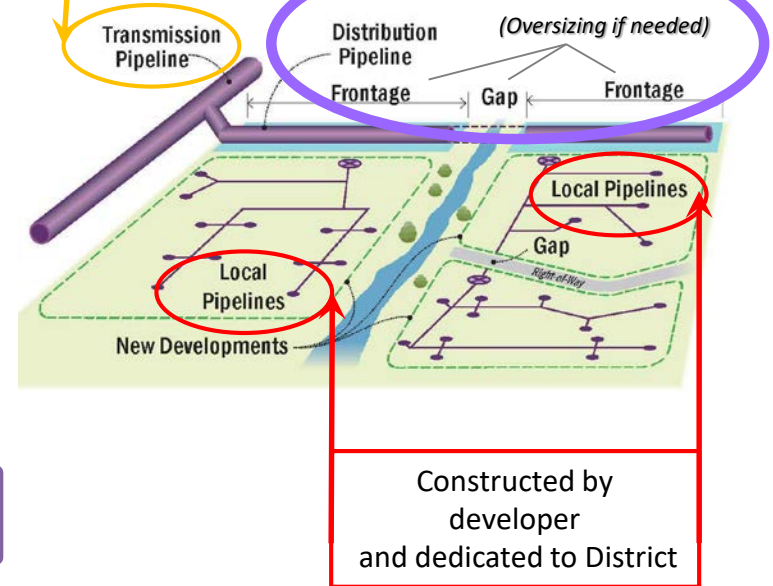 Transmission
Pipeline
Distribution
Pipeline
(Oversizing if needed)
Frontage
Gap
Frontage
Local Pipelines
Gap
Right-of-Way
Local
Pipelines
New Developments
Constructed by
developer
and dedicated to District